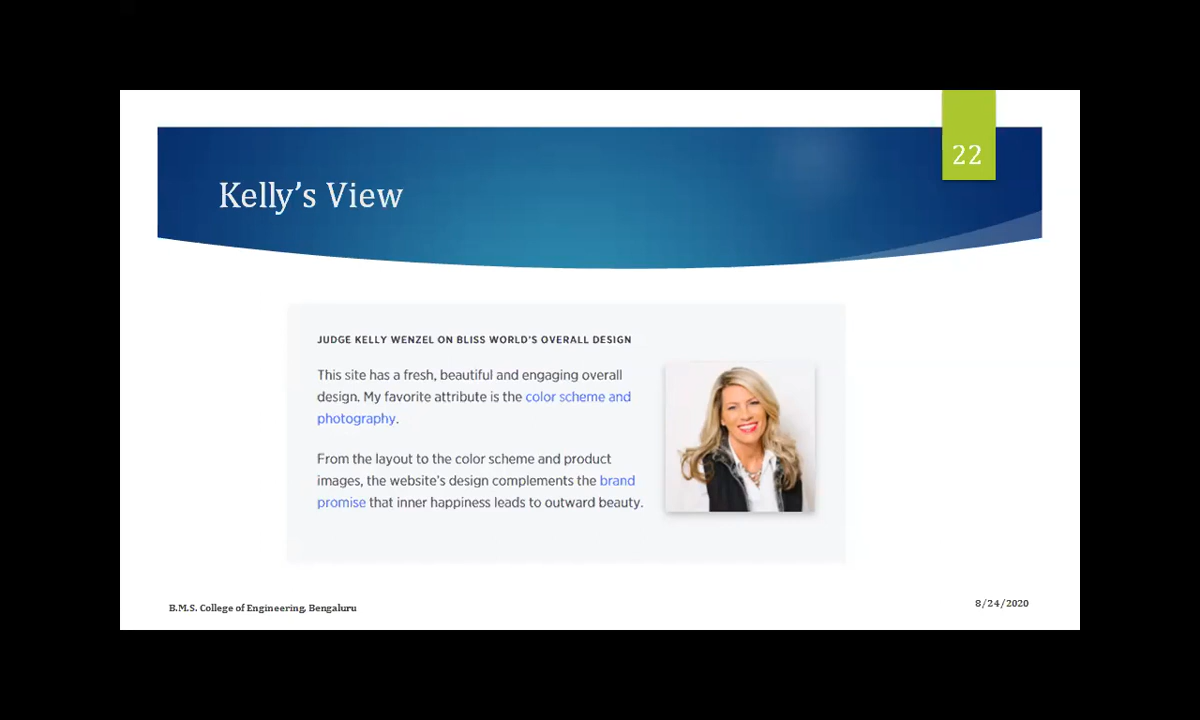 22
Kelly’s View
JUDGE KELLY WENZEL ON BLISS WORLD’S OVERALL DESIGN
This site has a fresh, beautiful and engaging overall
design. My favorite attribute is the color scheme and
photography.
From the layout to the color scheme and product
images, the website’s design complements the brand
promise that inner happiness leads to outward beauty.
B.M.S. College of Engineering, Bengaluru
8/24/2020